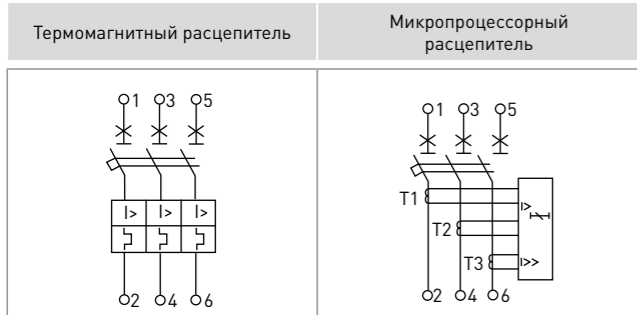 Термомагнитный расцепитель
Микропроцессорный
расцепитель
1 3 5
I> I> I>
2 4 6
1 3 5
T1
I>
T2
T3
I>>
2 4 6